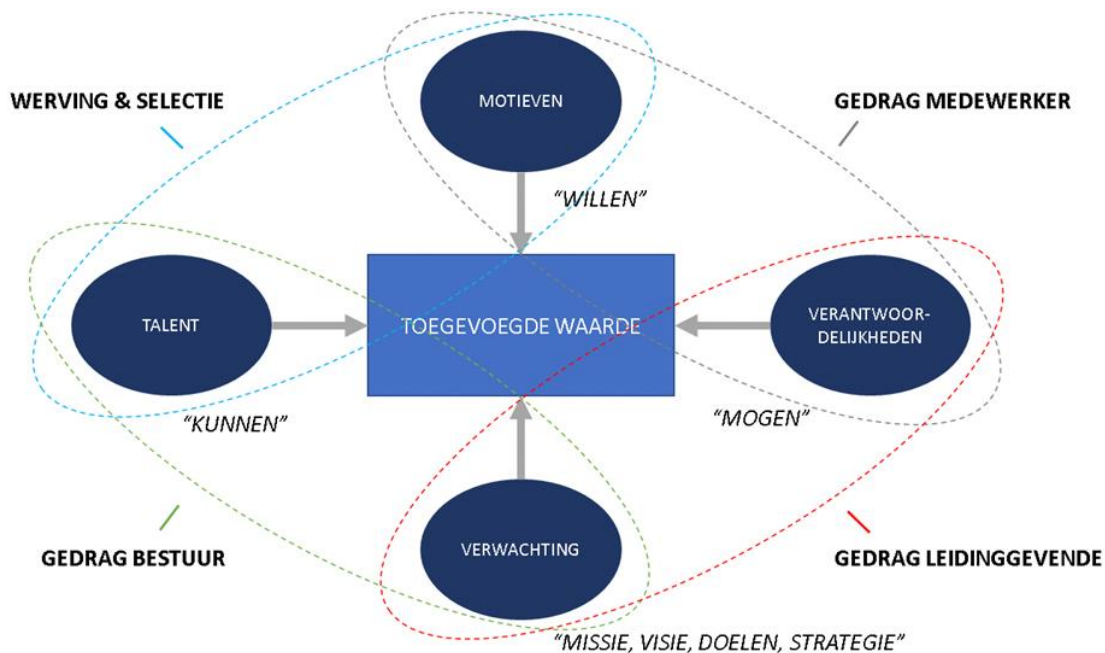 MOTIEVEN
WERVING & SELECTIE
GEDRAG MEDEWERKER
“WILLEN”
TALENT
TOEGEVOEGDE WAARDE
VERANTWOOR-
DELIJKHEDEN
“KUNNEN”
“MOGEN”
GEDRAG BESTUUR
VERWACHTING
GEDRAG LEIDINGGEVENDE
“MISSIE, VISIE, DOELEN, STRATEGIE”